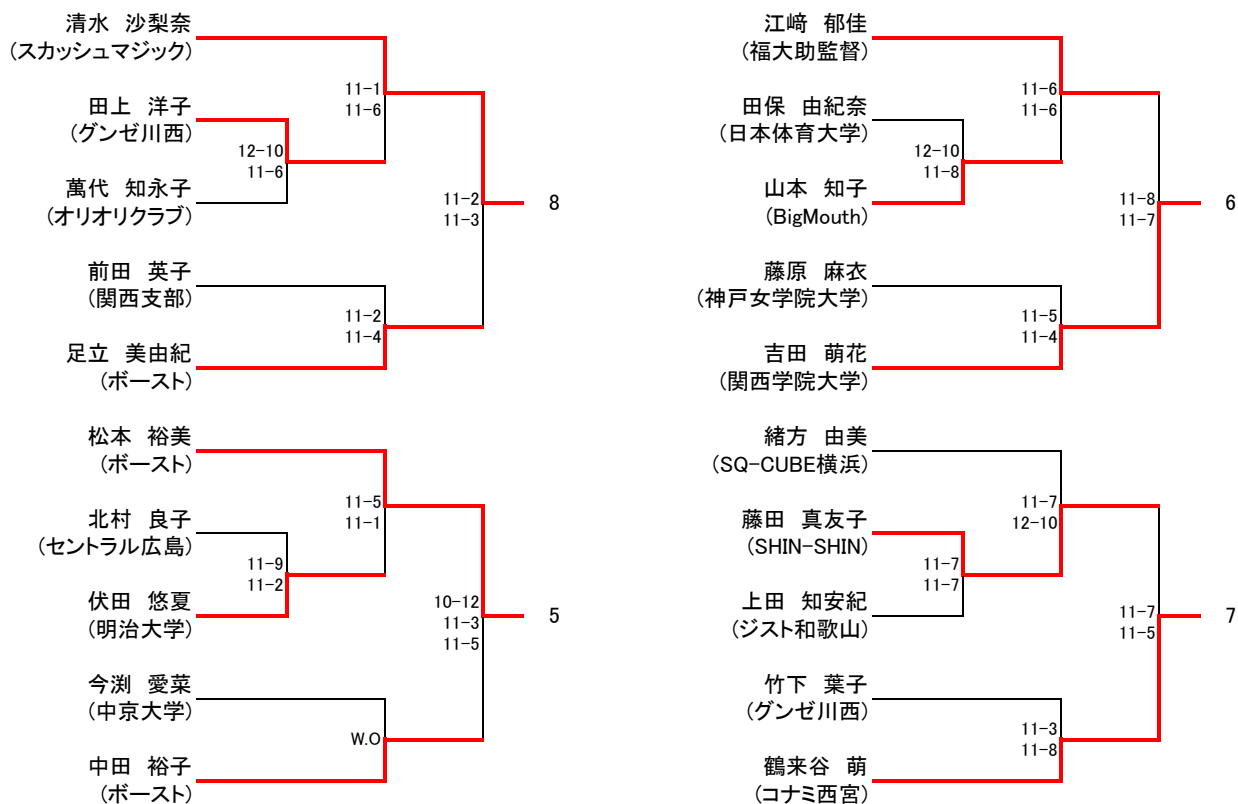 清水 沙梨奈
(スカッシュマジック)
田上 洋子
(グンゼ川西)
萬代 知永子
(オリオリクラブ)
前田 英子
(関西支部)
足立 美由紀
(ボースト)
12-10
11-6
11-1
11-6
11-2
11-4
11-2
11-3
8
松本 裕美
(ボースト)
北村 良子
(セントラル広島)
伏田 悠夏
(明治大学)
今渕 愛菜
(中京大学)
中田 裕子
(ボースト)
11-9
11-2
11-5
11-1
W.O
10-12
11-3
11-5
5
江﨑 郁佳
(福大助監督)
田保 由紀奈
(日本体育大学)
山本 知子
(BigMouth)
藤原 麻衣
(神戸女学院大学)
吉田 萌花
(関西学院大学)
12-10
11-8
11-6
11-6
11-5
11-4
11-8
11-7
6
緒方 由美
(SQ-CUBE横浜)
藤田 真友子
(SHIN-SHIN)
上田 知安紀
(ジスト和歌山)
竹下 葉子
(グンゼ川西)
鶴来谷 萌
(コナミ西宮)
11-7
11-7
11-7
12-10
11-3
11-8
11-7
11-5
7